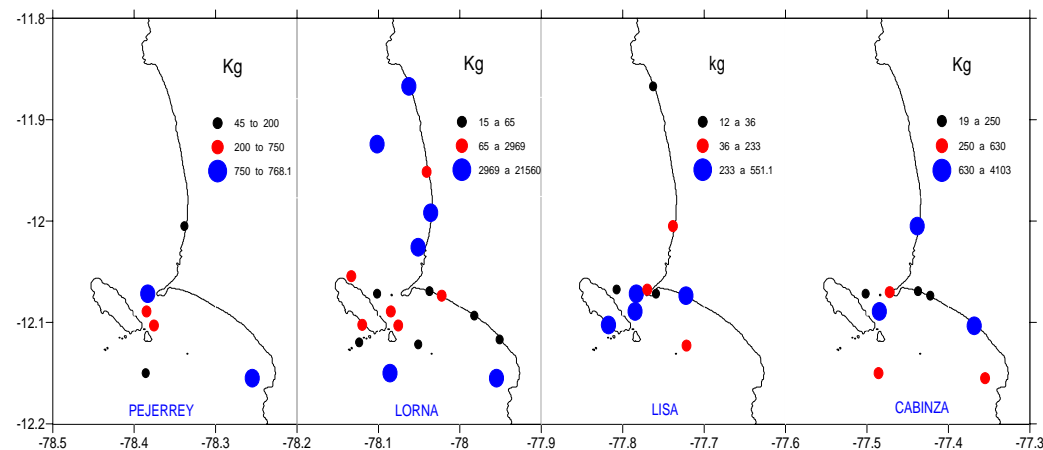 -11.8
-11.9
-12
-12.1
-12.2
Kg
45 to 200
200 to 750
750 to 768.1
PEJERREY
Kg
15 a 65
65 a 2969
2969 a 21560
LORNA
kg
12 a 36
36 a 233
233 a 551.1
LISA
Kg
19 a 250
250 a 630
630 a 4103
CABINZA
-78.5 -78.4 -78.3 -78.2 -78.1 -78 -77.9 -77.8 -77.7 -77.6 -77.5 -77.4 -77.3